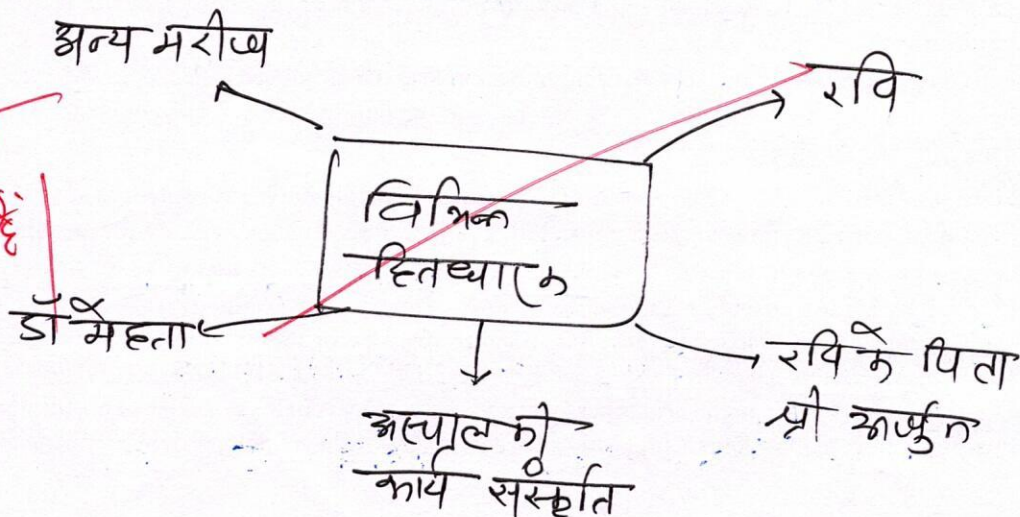 अन्य मरीज
रवि
विभिन्न
हितधारक
डॉ मेहता
रवि के पिता
श्री अर्जुन
अस्पताल की
कार्य संस्कृति